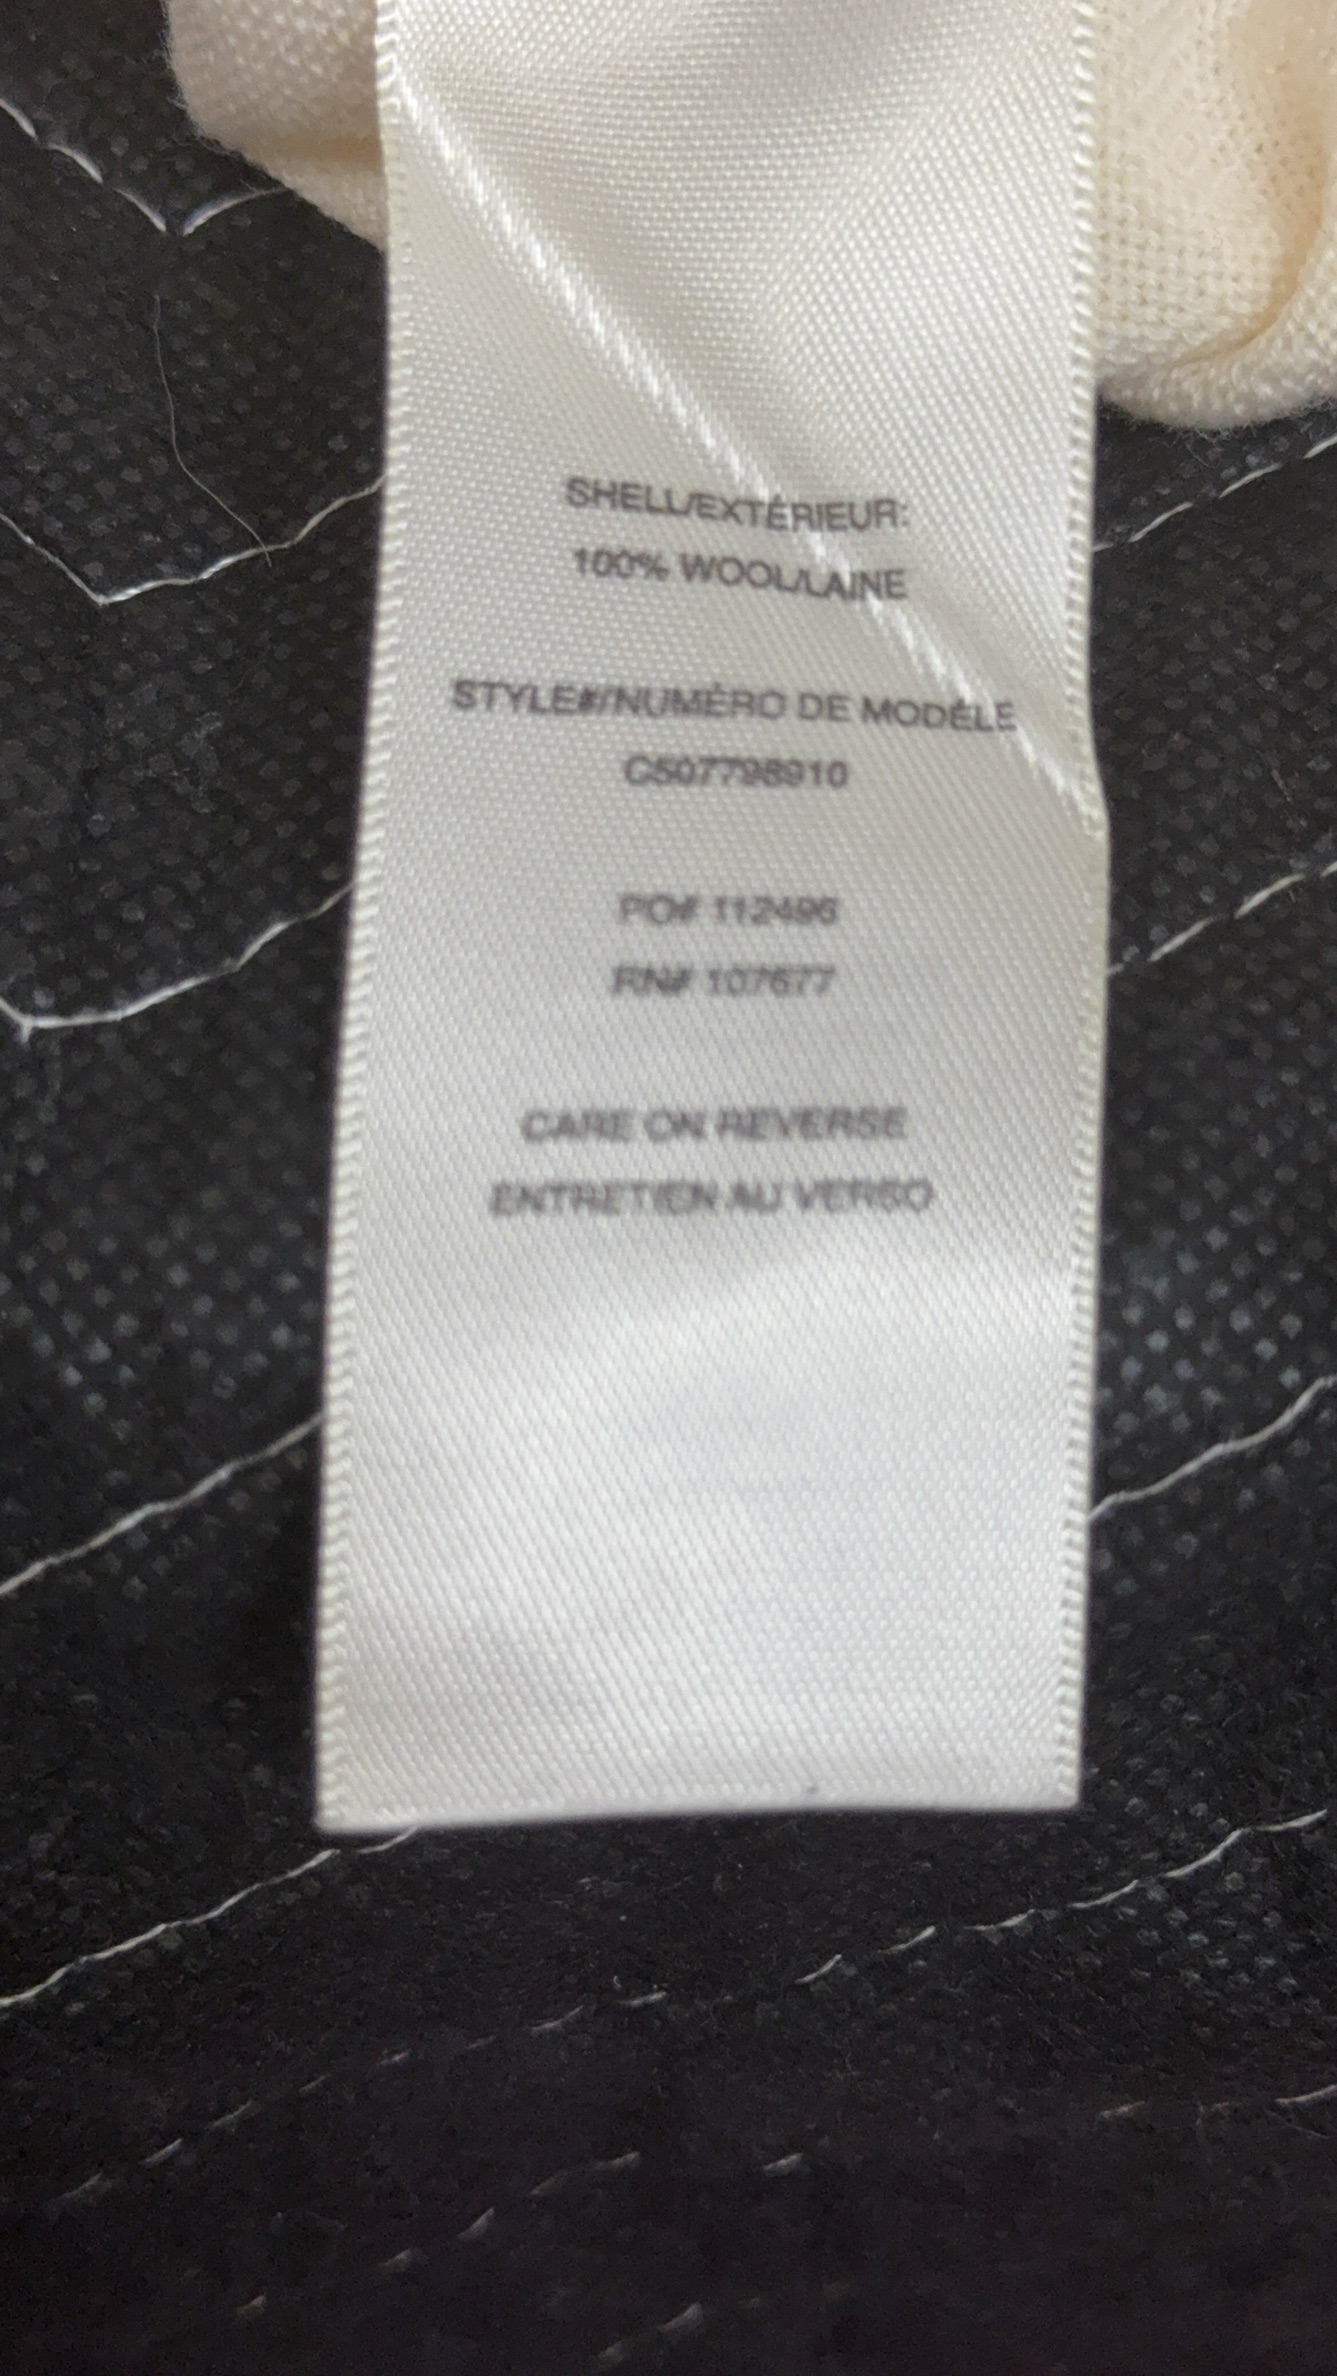 SHELL/EXTÉRIEUR:
100% WOOL/LAINE
STYLE#/NUMÉRO DE MODÈLE
C507798910
PO# 112496
RN# 107677
CARE ON REVERSE
ENTRETIEN AU VERSO